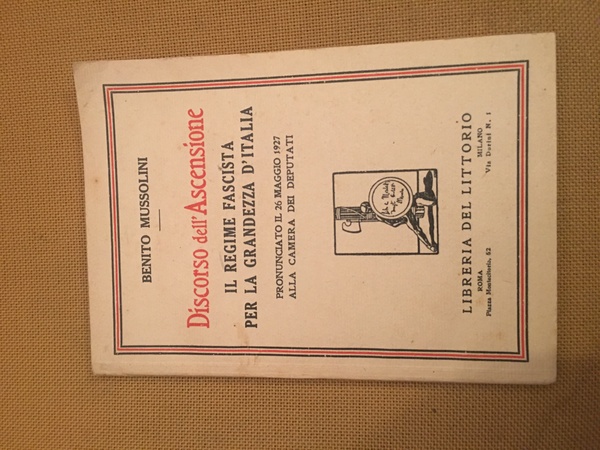 BENITO MUSSOLINI
Discorso dell'Ascensione
IL REGIME FASCISTA
PER LA GRANDEZZA D'ITALIA
PRONUNCIATO IL 26 MAGGIO 1927
ALLA CAMERA DEI DEPUTATI
LIBRERIA DEL LITTORIO
ROMA
Piazza Montecitorio, 52
MILANO
Via Durini N. 1